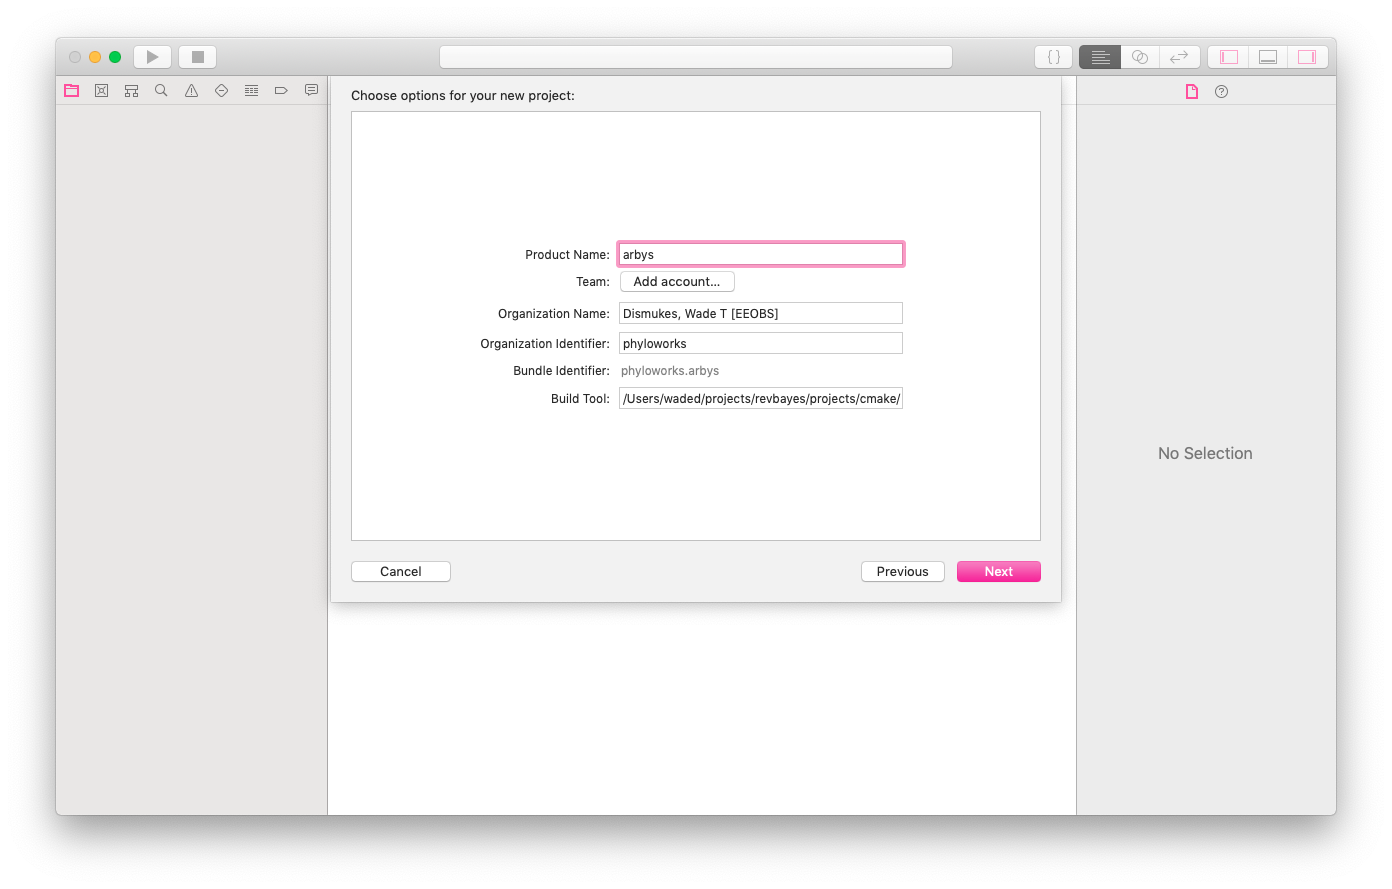 Choose options for your new project:
Product Name: arbys
Team: Add account...
Organization Name: Dismukes, Wade T [EEOBS]
Organization Identifier: phyloworks
Bundle Identifier: phyloworks.arbys
Build Tool: /Users/waded/projects/revbayes/projects/cmake/
No Selection
Cancel
Previous
Next